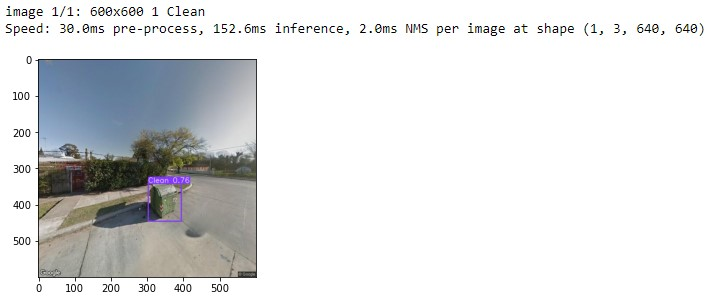 image 1/1: 600x600 1 Clean
Speed: 30.0ms pre-process, 152.6ms inference, 2.0ms NMS per image at shape (1, 3, 640, 640)
0
100
200
300
400
500
Clean 0.76
Google
© Google
0 100 200 300 400 500